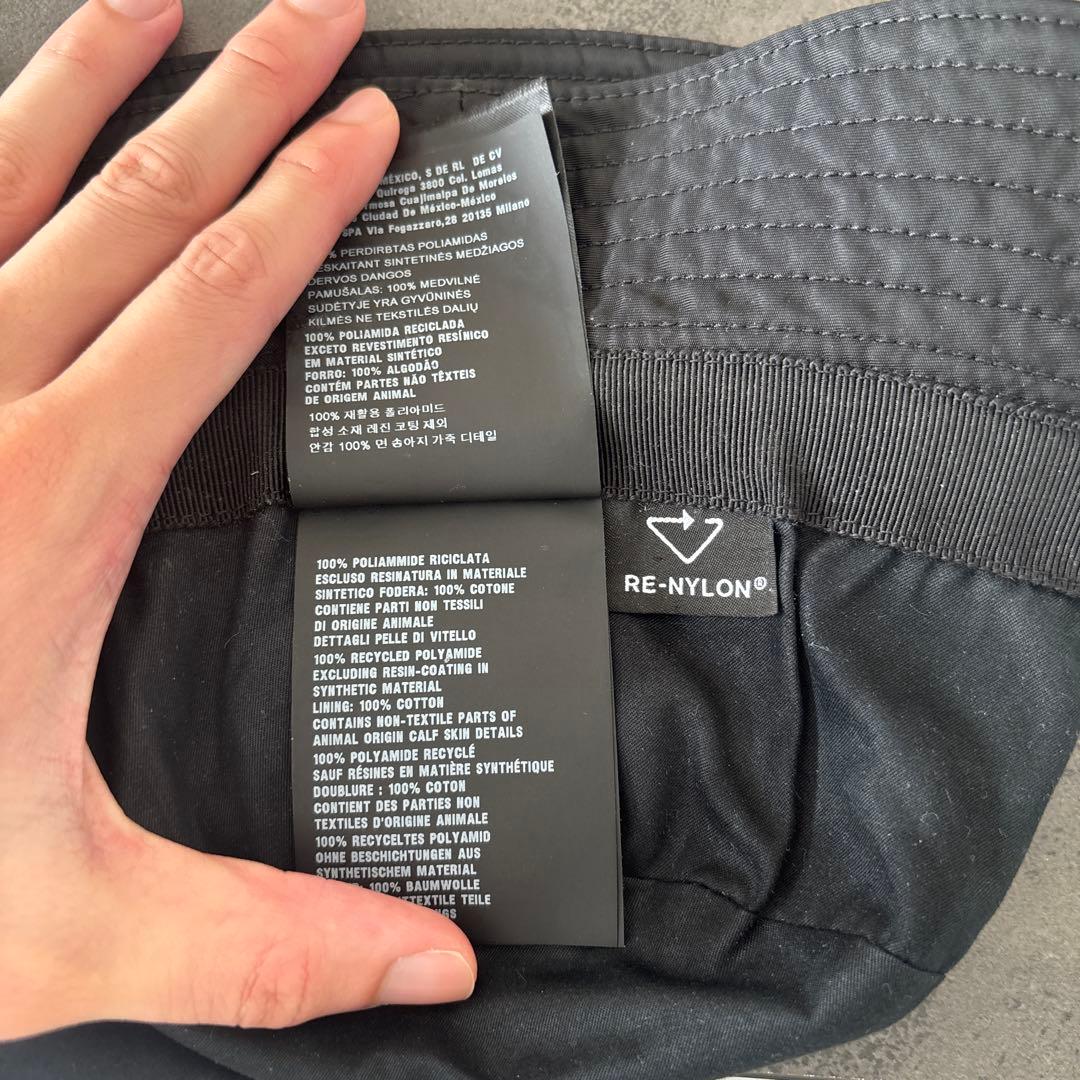 MÉXICO, S DE RL DE CV
Quiroga 3800 Col. Lomas
Cuajimalpa De Morelos
Ciudad De México-México
SPA Via Fogazzaro,28 20135 Milano
% PERDIRBTAS POLIAMIDAS
SINTETINĖS MEDŽIAGOS
DERVOS DANGOS
PAMUŠALAS: 100% MEDVILNĖ
SUDĖTYJE YRA GYVŪNINĖS
KILMĖS NE TEKSTILĖS DALIŲ
100% POLIAMIDA RECICLADA
EXCETO REVESTIMENTO RESÍNICO
EM MATERIAL SINTÉTICO
FORRO: 100% ALGODÃO
CONTÉM PARTES NÃO TÊXTEIS
DE ORIGEM ANIMAL
100% 재활용 폴리아미드
합성 소재 레진 코팅 제외
안감 100% 면 송아지 가죽 디테일
100% POLIAMMIDE RICICLATA
ESCLUSO RESINATURA IN MATERIALE
SINTETICO FODERA: 100% COTONE
CONTIENE PARTI NON TESSILI
DI ORIGINE ANIMALE
DETTAGLI PELLE DI VITELLO
100% RECYCLED POLYAMIDE
EXCLUDING RESIN-COATING IN
SYNTHETIC MATERIAL
LINING: 100% COTTON
CONTAINS NON-TEXTILE PARTS OF
ANIMAL ORIGIN CALF SKIN DETAILS
100% POLYAMIDE RECYCLÉ
SAUF RÉSINES EN MATIÈRE SYNTHÉTIQUE
DOUBLURE : 100% COTON
CONTIENT DES PARTIES NON
TEXTILES D'ORIGINE ANIMALE
100% RECYCELTES POLYAMID
OHNE BESCHICHTUNGEN AUS
SYNTHETISCHEM MATERIAL
100% BAUMWOLLE
TEILE
RE-NYLON®